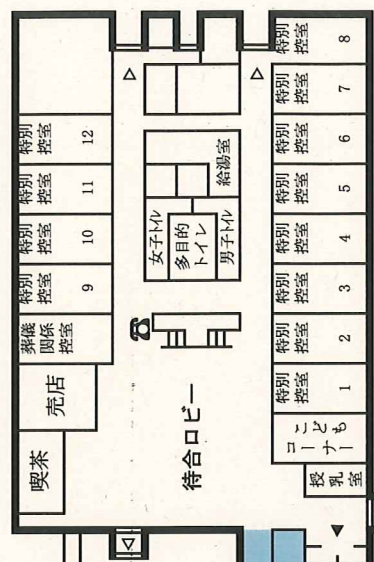 特別
控室
8
特別
控室
7
特別
控室
12
特別
控室
6
特別
控室
11
給湯室
特別
控室
5
特別
控室
10
女子トイレ
多目的
トイレ
男子トイレ
特別
控室
4
特別
控室
9
特別
控室
3
葬儀
関係
控室
特別
控室
2
売店
特別
控室
1
待合ロビー
こども
コーナー
喫茶
授乳室